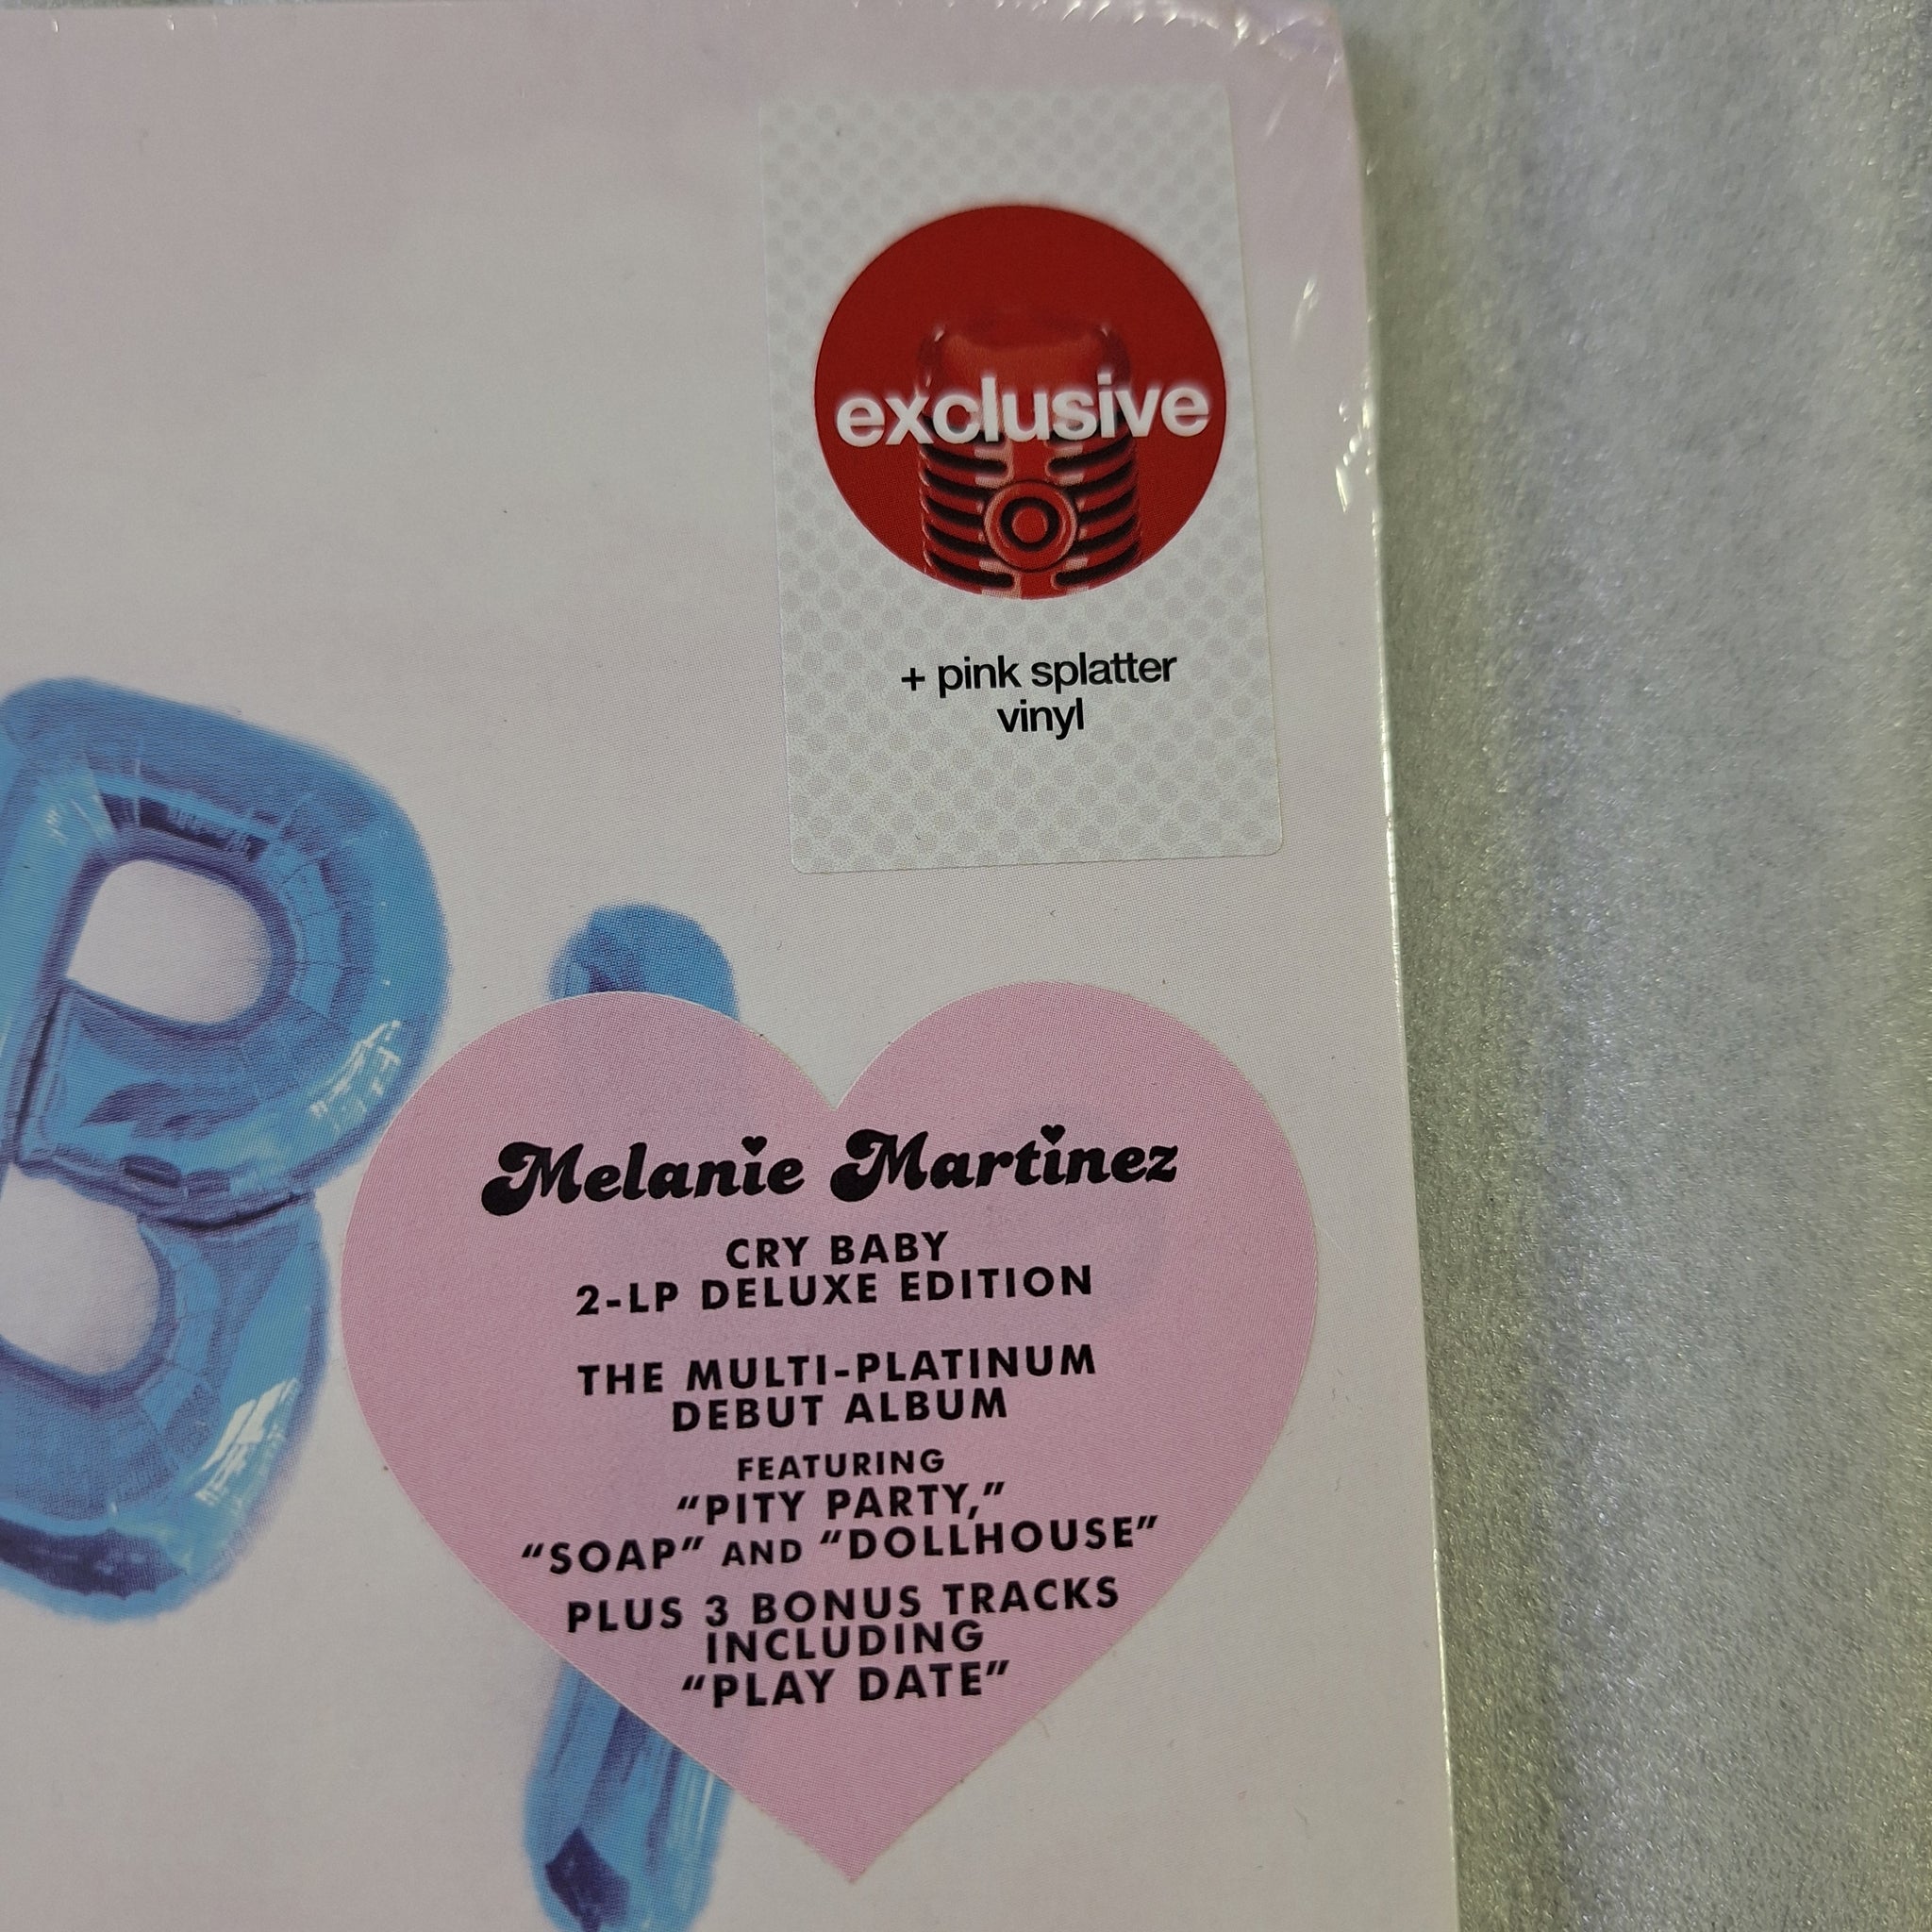 exclusive
+ pink splatter
vinyl
B
Melanie Martinez
CRY BABY
2-LP DELUXE EDITION
THE MULTI-PLATINUM
DEBUT ALBUM
FEATURING
“PITY PARTY,”
“SOAP” AND “DOLLHOUSE”
PLUS 3 BONUS TRACKS
INCLUDING
“PLAY DATE”